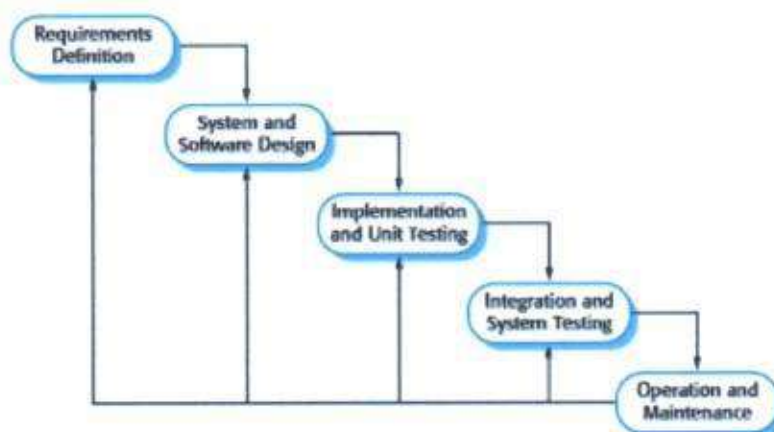 Requirements
Definition
System and
Software Design
Implementation
and Unit Testing
Integration and
System Testing
Operation and
Maintenance